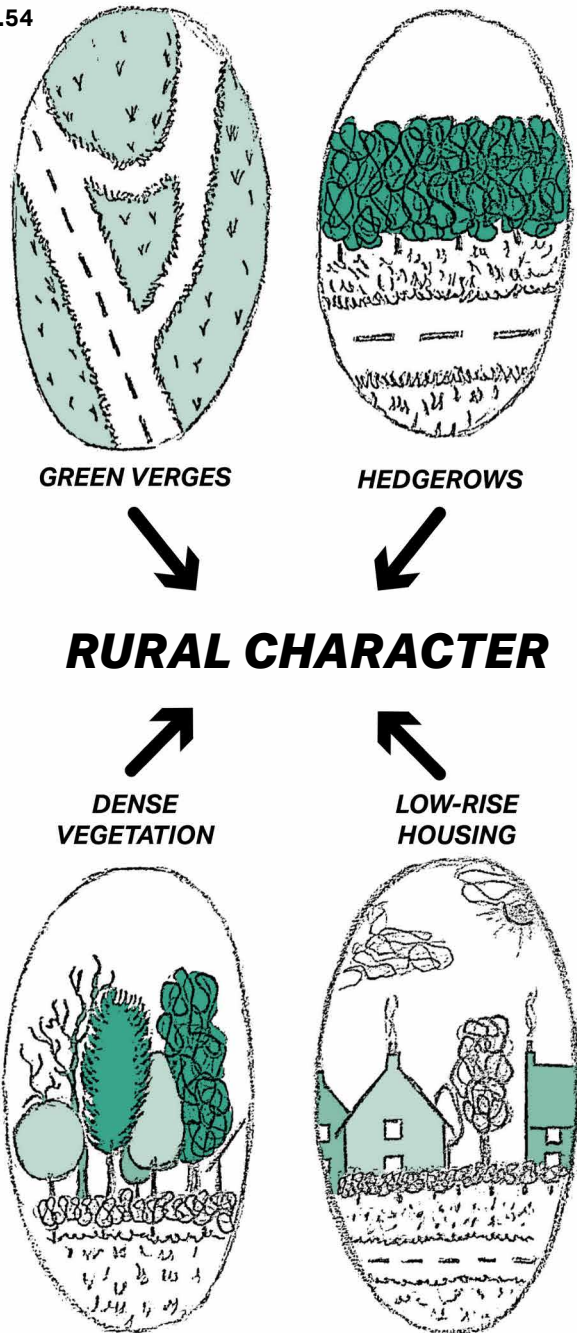 .54
GREEN VERGES
HEDGEROWS
RURAL CHARACTER
DENSE
VEGETATION
LOW-RISE
HOUSING